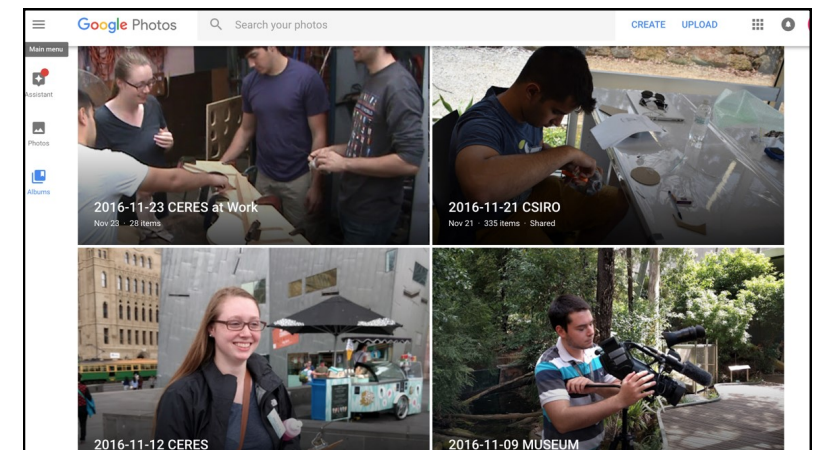 Google Photos
Search your photos
CREATE UPLOAD
Main menu
Assistant
Photos
Albums
2016-11-23 CERES at Work
Nov 23 · 28 items
2016-11-21 CSIRO
Nov 21 · 335 items · Shared
2016-11-12 CERES
2016-11-09 MUSEUM